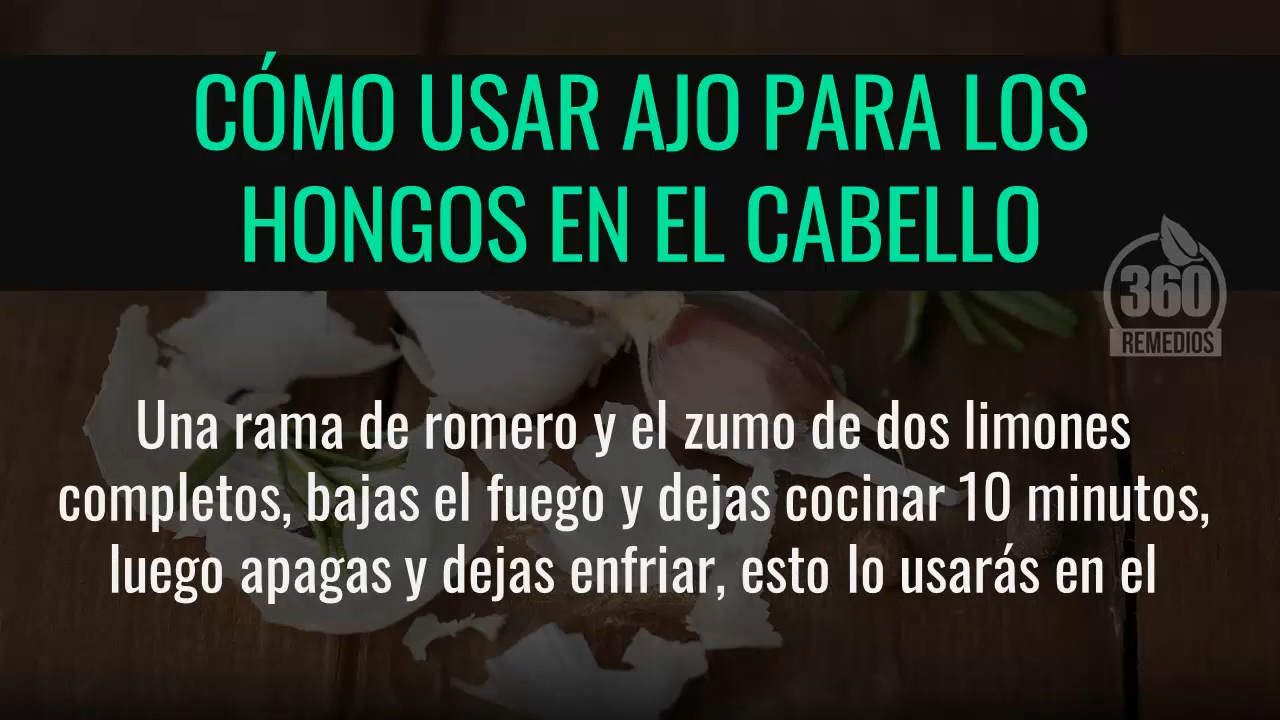 CÓMO USAR AJO PARA LOS
HONGOS EN EL CABELLO
360
REMEDIOS
Una rama de romero y el zumo de dos limones
completos, bajas el fuego y dejas cocinar 10 minutos,
luego apagas y dejas enfriar, esto lo usarás en el